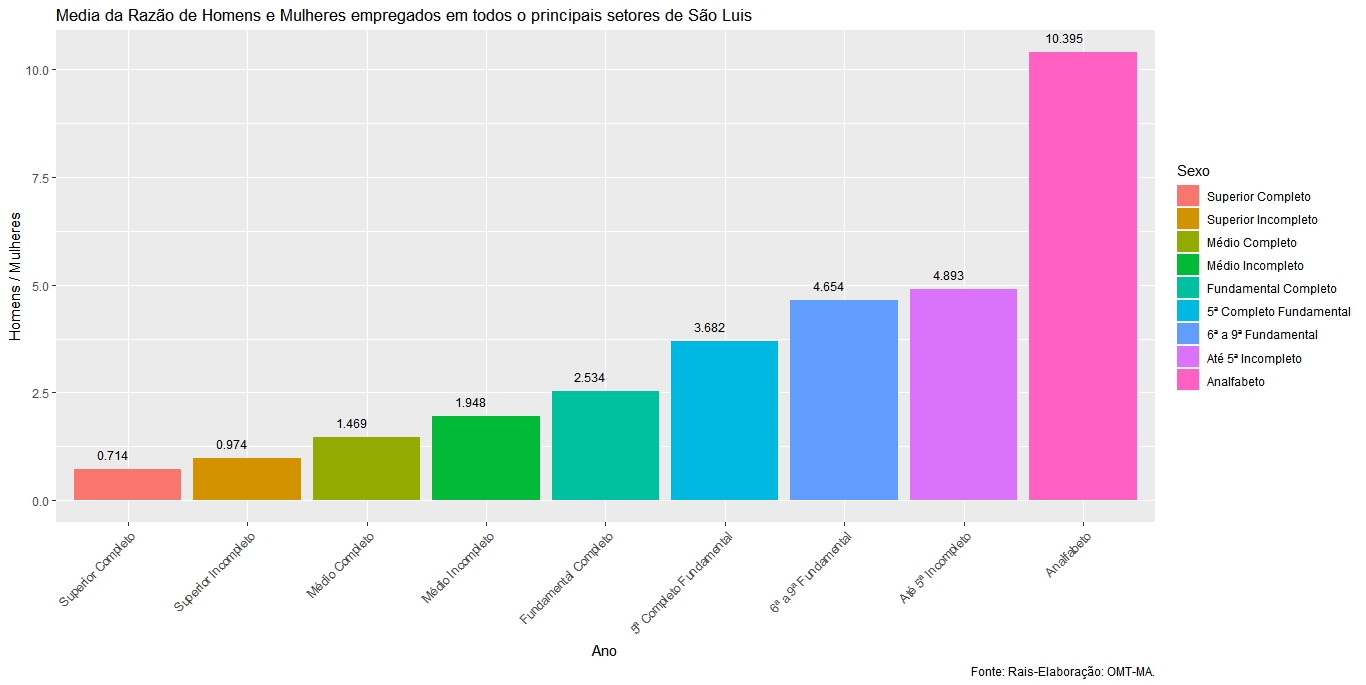 Media da Razão de Homens e Mulheres empregados em todos o principais setores de São Luis
10.395
10.0
7.5
4.893
4.654
5.0
3.682
2.534
2.5
1.948
1.469
0.974
0.714
0.0
Homens / Mulheres
Superior Completo
Superior Incompleto
Médio Completo
Médio Incompleto
Fundamental Completo
5ª Completo Fundamental
6ª a 9ª Fundamental
Até 5ª Incompleto
Analfabeto
Ano
Sexo
Superior Completo
Superior Incompleto
Médio Completo
Médio Incompleto
Fundamental Completo
5ª Completo Fundamental
6ª a 9ª Fundamental
Até 5ª Incompleto
Analfabeto
Fonte: Rais-Elaboração: OMT-MA.